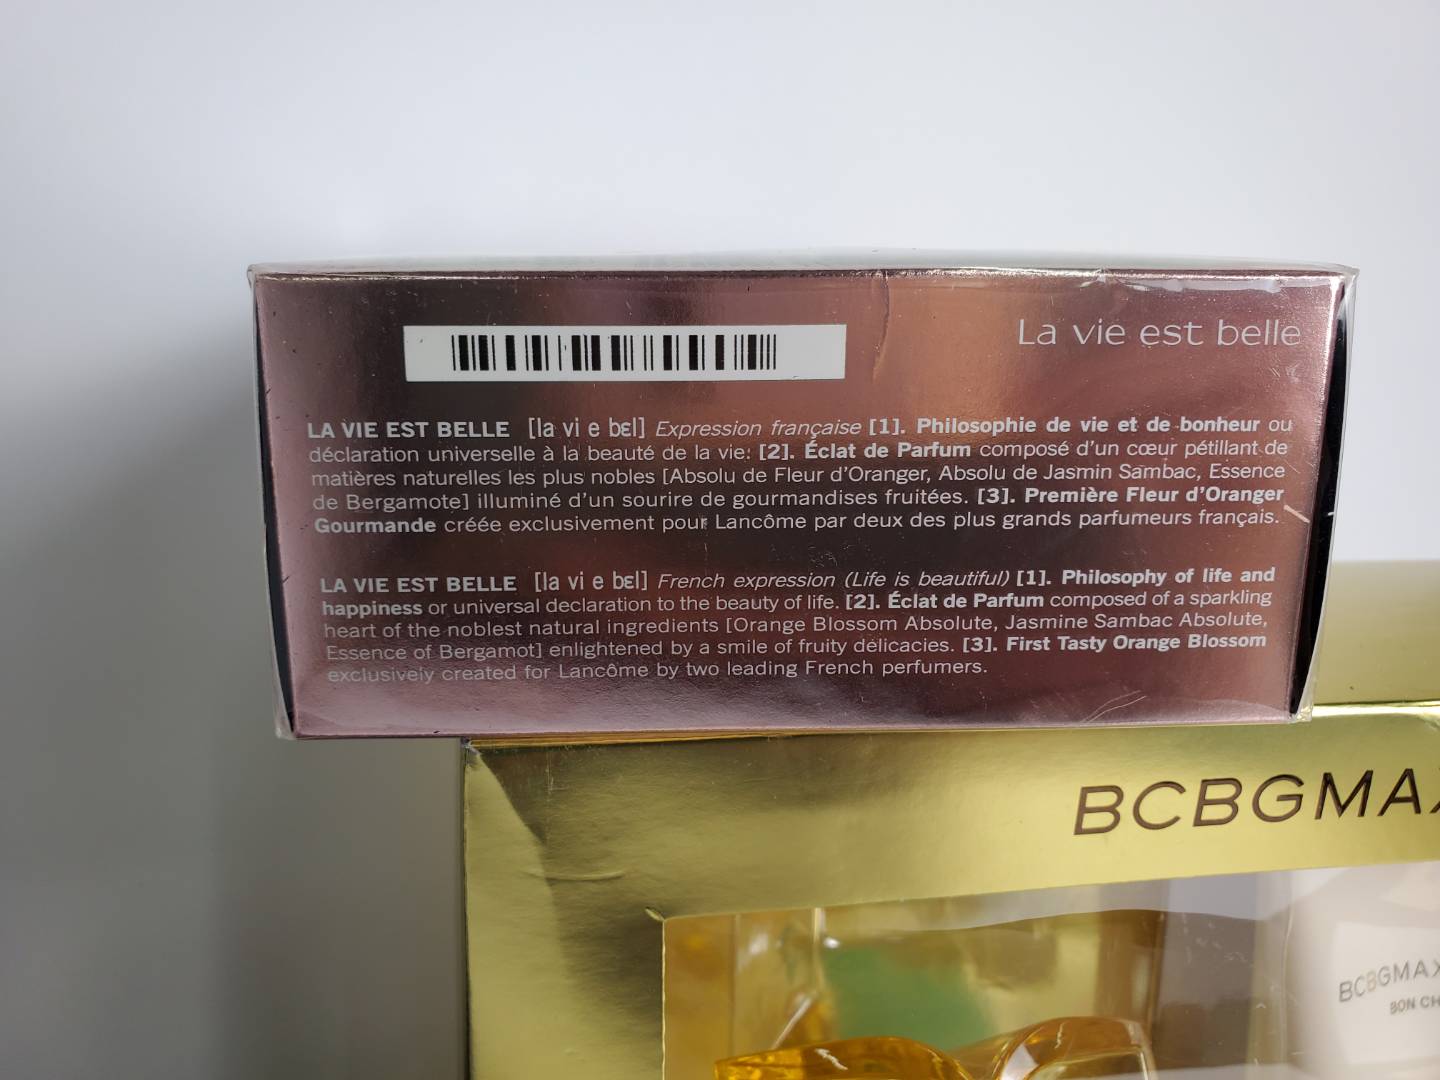 La vie est belle
LA VIE EST BELLE [la vi e bɛl] Expression française [1]. Philosophie de vie et de bonheur ou
déclaration universelle à la beauté de la vie. [2]. Éclat de Parfum composé d'un cœur pétillant de
matières naturelles les plus nobles [Absolu de Fleur d'Oranger, Absolu de Jasmin Sambac, Essence
de Bergamote] illuminé d'un sourire de gourmandises fruitées. [3]. Première Fleur d'Oranger
Gourmande créée exclusivement pour Lancôme par deux des plus grands parfumeurs français.
LA VIE EST BELLE [la vi e bɛl] French expression (Life is beautiful) [1]. Philosophy of life and
happiness or universal declaration to the beauty of life. [2]. Éclat de Parfum composed of a sparkling
heart of the noblest natural ingredients [Orange Blossom Absolute, Jasmine Sambac Absolute,
Essence of Bergamot] enlightened by a smile of fruity delicacies. [3]. First Tasty Orange Blossom
exclusively created for Lancôme by two leading French perfumers.
BCBGMAX
BCBGMAX
BON CH